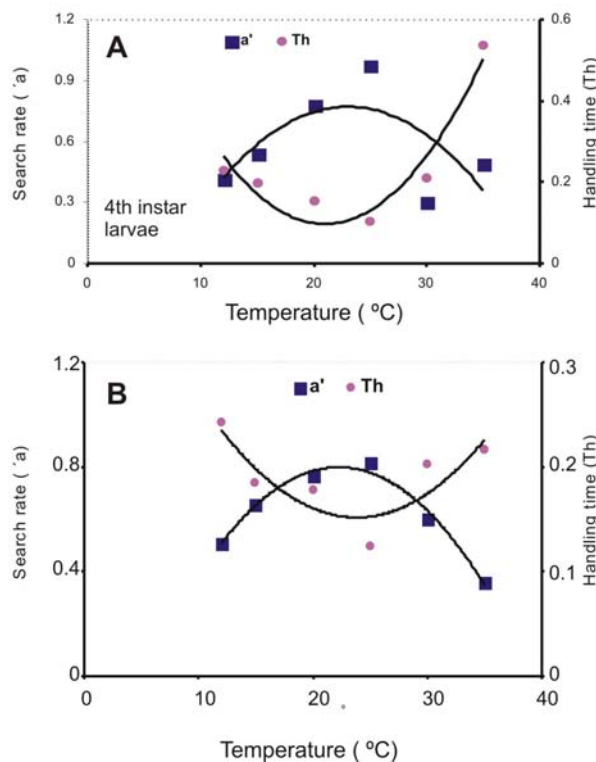 A
a' Th
1.2
0.9
0.6
0.3
0
Search rate ( ´a)
0.6
0.4
0.2
0
Handling time (Th)
4th instar
larvae
0 10 20 30 40
Temperature ( ºC)
B
a' Th
1.2
0.8
0.4
0
Search rate ( ´a)
0.3
0.2
0.1
0
Handling time (Th)
0 10 20 30 40
Temperature ( ºC)